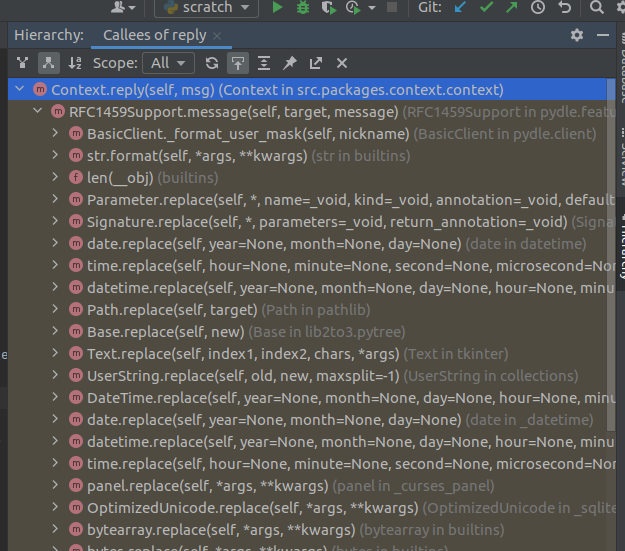 scratch Git:
Hierarchy: Callees of reply
Scope: All
Context.reply(self, msg) (Context in src.packages.context.context)
RFC1459Support.message(self, target, message) (RFC1459Support in pydle.featu
BasicClient._format_user_mask(self, nickname) (BasicClient in pydle.client)
str.format(self, *args, **kwargs) (str in builtins)
len(__obj) (builtins)
Parameter.replace(self, *, name=_void, kind=_void, annotation=_void, default
Signature.replace(self, *, parameters=_void, return_annotation=_void) (Signa
date.replace(self, year=None, month=None, day=None) (date in datetime)
time.replace(self, hour=None, minute=None, second=None, microsecond=Non
datetime.replace(self, year=None, month=None, day=None, hour=None, minu
Path.replace(self, target) (Path in pathlib)
Base.replace(self, new) (Base in lib2to3.pytree)
Text.replace(self, index1, index2, chars, *args) (Text in tkinter)
UserString.replace(self, old, new, maxsplit=-1) (UserString in collections)
DateTime.replace(self, year=None, month=None, day=None, hour=None, minu
date.replace(self, year=None, month=None, day=None) (date in _datetime)
datetime.replace(self, year=None, month=None, day=None, hour=None, minu
time.replace(self, hour=None, minute=None, second=None, microsecond=Non
panel.replace(self, *args, **kwargs) (panel in _curses_panel)
OptimizedUnicode.replace(self, *args, **kwargs) (OptimizedUnicode in _sqlite
bytearray.replace(self, *args, **kwargs) (bytearray in builtins)
bytes.replace(self, *args, **kwargs) (bytes in builtins)